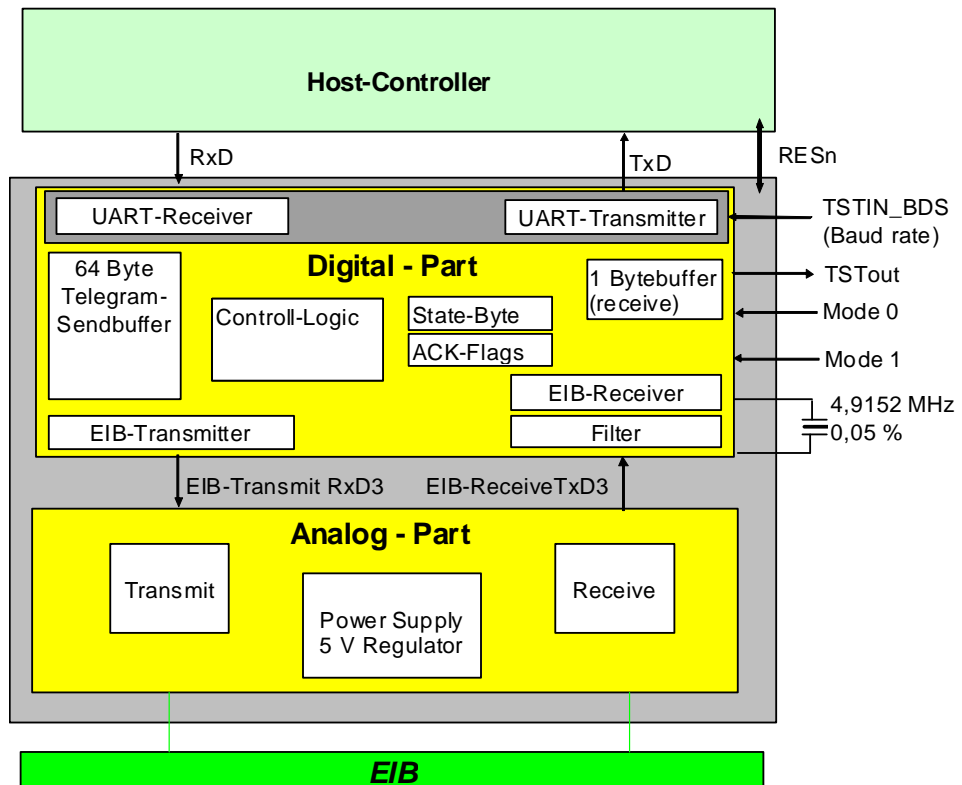 Host-Controller
RxD
TxD
RESn
UART-Receiver
UART-Transmitter
TSTIN_BDS
(Baud rate)
Digital - Part
64 Byte
Telegram-
Sendbuffer
Controll-Logic
State-Byte
ACK-Flags
1 Bytebuffer
(receive)
TSTout
Mode 0
Mode 1
EIB-Receiver
4,9152 MHz
0,05 %
EIB-Transmitter
Filter
EIB-Transmit RxD3
EIB-ReceiveTxD3
Analog - Part
Transmit
Power Supply
5 V Regulator
Receive
EIB